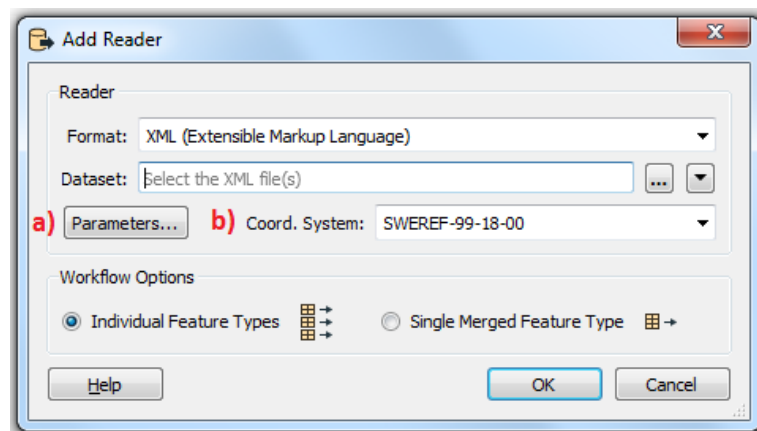 Add Reader
Reader
Format: XML (Extensible Markup Language)
Dataset: Select the XML file(s) ...
a) Parameters... b) Coord. System: SWEREF-99-18-00
Workflow Options
Individual Feature Types Single Merged Feature Type
Help OK Cancel